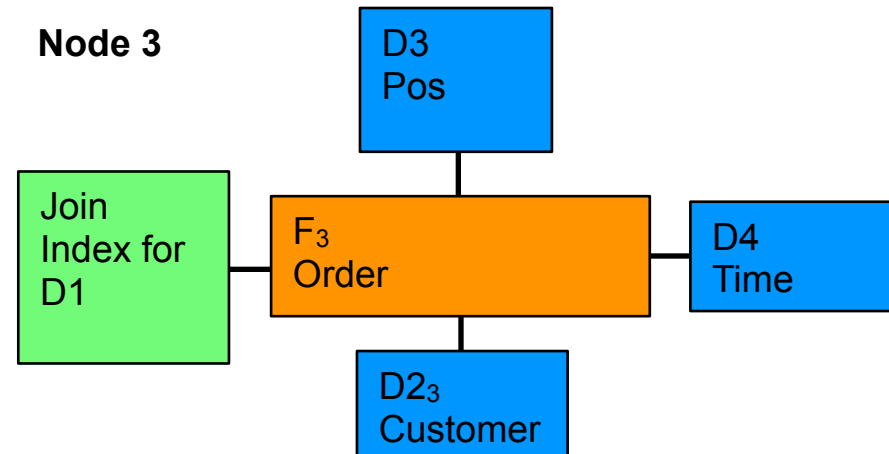 Node 3
D3
Pos
Join
Index for
D1
F₃
Order
D4
Time
D2₃
Customer